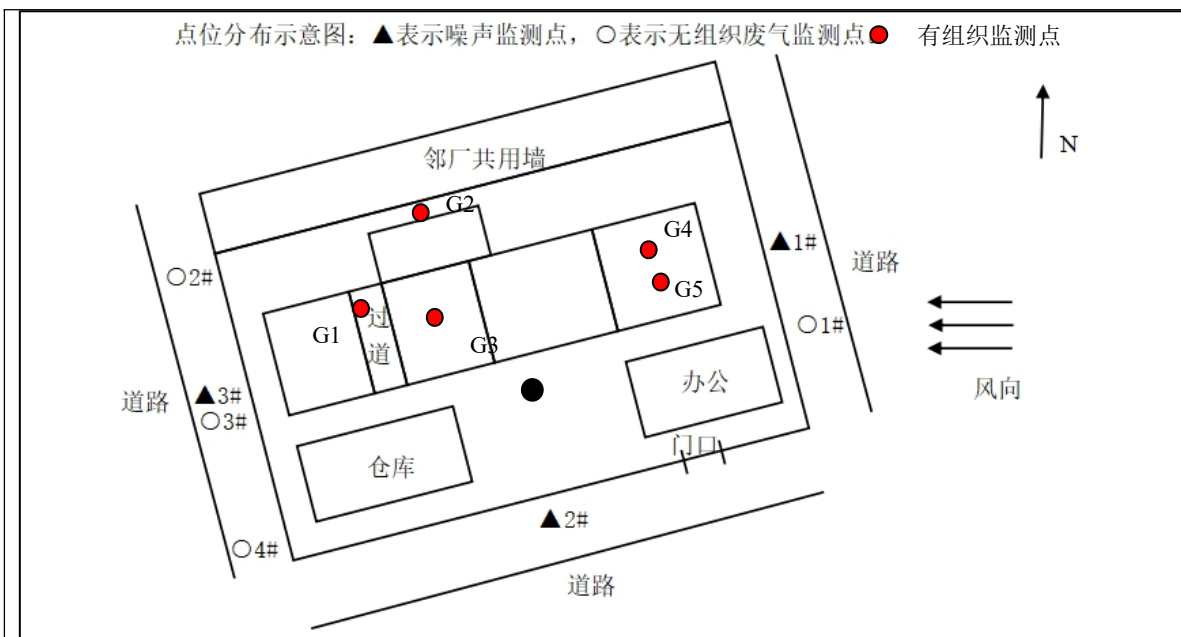 点位分布示意图：▲表示噪声监测点，○表示无组织废气监测点 ● 有组织监测点
N
邻厂共用墙
G2
G4
▲1#
道路
○2#
G5
G1
过道
○1#
G3
风向
道路
▲3#
○3#
办公
门口
仓库
▲2#
○4#
道路